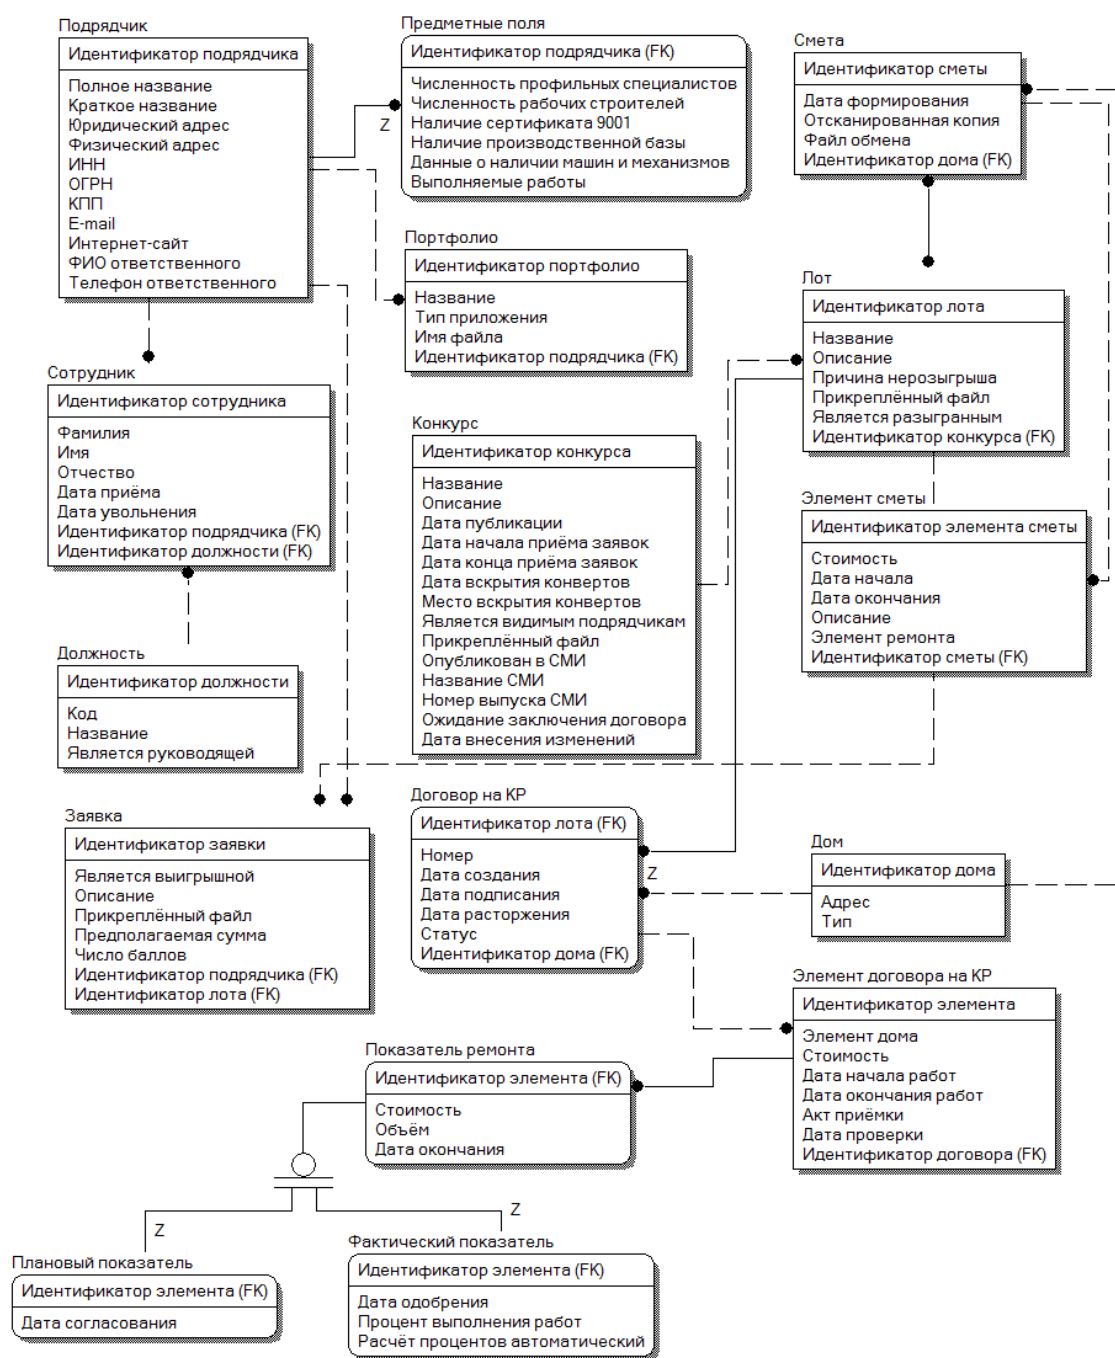 Подрядчик
Идентификатор подрядчика
Полное название
Краткое название
Юридический адрес
Физический адрес
ИНН
ОГРН
КПП
E-mail
Интернет-сайт
ФИО ответственного
Телефон ответственного
Предметные поля
Идентификатор подрядчика (FK)
Численность профильных специалистов
Численность рабочих строителей
Наличие сертификата 9001
Наличие производственной базы
Данные о наличии машин и механизмов
Выполняемые работы
Z
Смета
Идентификатор сметы
Дата формирования
Отсканированная копия
Файл обмена
Идентификатор дома (FK)
Портфолио
Идентификатор портфолио
Название
Тип приложения
Имя файла
Идентификатор подрядчика (FK)
Лот
Идентификатор лота
Название
Описание
Причина нерозыгрыша
Прикреплённый файл
Является разыгранным
Идентификатор конкурса (FK)
Сотрудник
Идентификатор сотрудника
Фамилия
Имя
Отчество
Дата приёма
Дата увольнения
Идентификатор подрядчика (FK)
Идентификатор должности (FK)
Конкурс
Идентификатор конкурса
Название
Описание
Дата публикации
Дата начала приёма заявок
Дата конца приёма заявок
Дата вскрытия конвертов
Место вскрытия конвертов
Является видимым подрядчикам
Прикреплённый файл
Опубликован в СМИ
Название СМИ
Номер выпуска СМИ
Ожидание заключения договора
Дата внесения изменений
Элемент сметы
Идентификатор элемента сметы
Стоимость
Дата начала
Дата окончания
Описание
Элемент ремонта
Идентификатор сметы (FK)
Должность
Идентификатор должности
Код
Название
Является руководящей
Заявка
Идентификатор заявки
Является выигрышной
Описание
Прикреплённый файл
Предполагаемая сумма
Число баллов
Идентификатор подрядчика (FK)
Идентификатор лота (FK)
Договор на КР
Идентификатор лота (FK)
Номер
Дата создания
Дата подписания
Дата расторжения
Статус
Идентификатор дома (FK)
Z
Дом
Идентификатор дома
Адрес
Тип
Элемент договора на КР
Идентификатор элемента
Элемент дома
Стоимость
Дата начала работ
Дата окончания работ
Акт приёмки
Дата проверки
Идентификатор договора (FK)
Показатель ремонта
Идентификатор элемента (FK)
Стоимость
Объём
Дата окончания
Z
Z
Плановый показатель
Идентификатор элемента (FK)
Дата согласования
Фактический показатель
Идентификатор элемента (FK)
Дата одобрения
Процент выполнения работ
Расчёт процентов автоматический